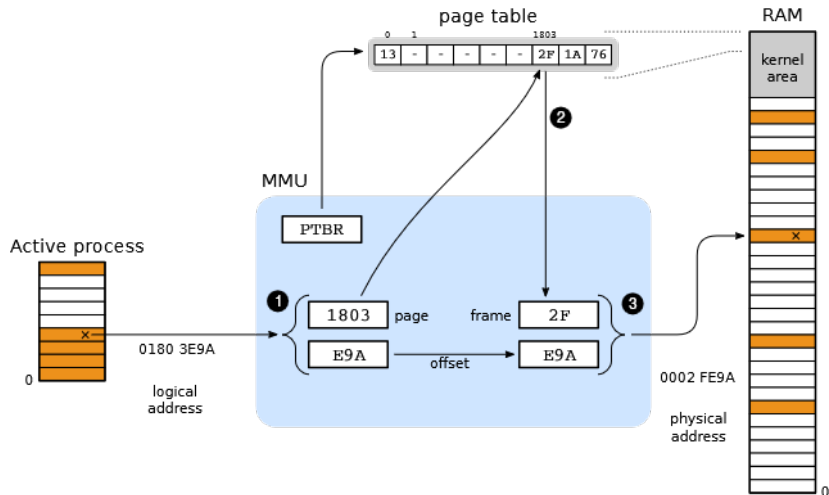 page table
RAM
0 1 1803
13 - - - - - 2F 1A 76
kernel
area
2
MMU
PTBR
Active process
1
1803 page
frame 2F
3
E9A
offset
E9A
0180 3E9A
0
logical
address
0002 FE9A
physical
address
0